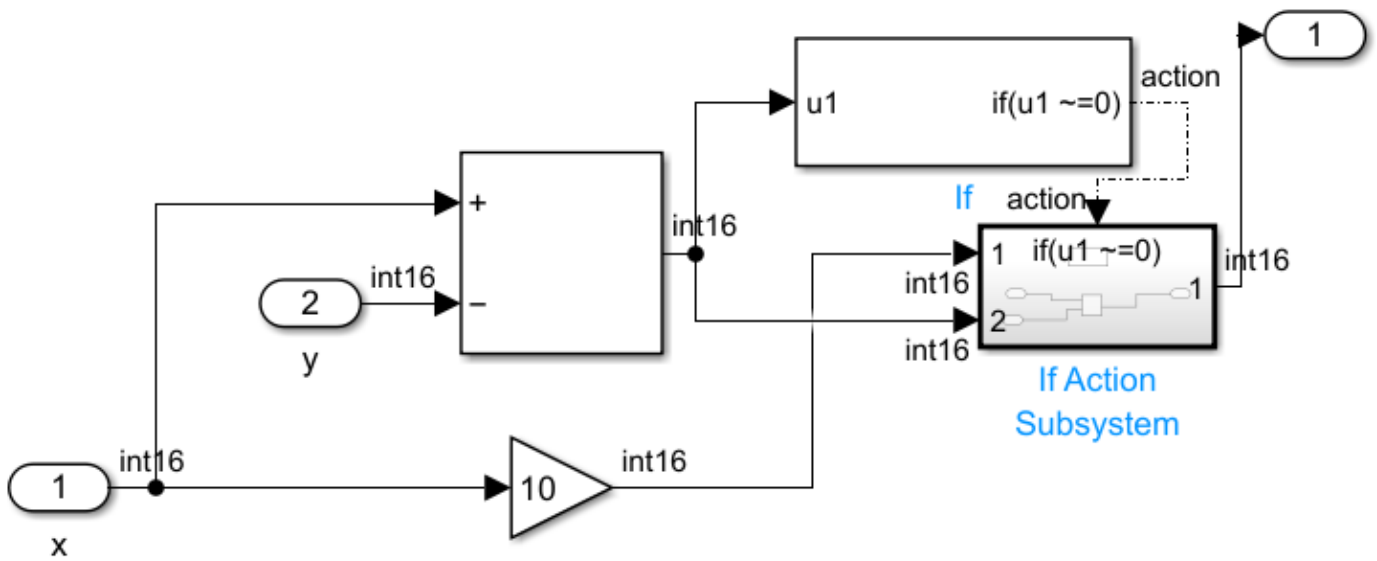 1
action
u1
if(u1 ~=0)
+
int16
If
action
int16
2
−
y
1
if(u1 ~=0)
int16
int16
1
2
int16
If Action
Subsystem
int16
1
x
10
int16